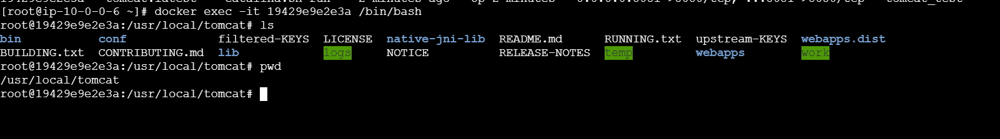 [root@ip-10-0-0-6 ~]# docker exec -it 19429e9e2e3a /bin/bash
root@19429e9e2e3a:/usr/local/tomcat# ls
bin conf filtered-KEYS LICENSE native-jni-lib README.md RUNNING.txt upstream-KEYS webapps.dist
BUILDING.txt CONTRIBUTING.md lib logs NOTICE RELEASE-NOTES temp webapps work
root@19429e9e2e3a:/usr/local/tomcat# pwd
/usr/local/tomcat
root@19429e9e2e3a:/usr/local/tomcat#